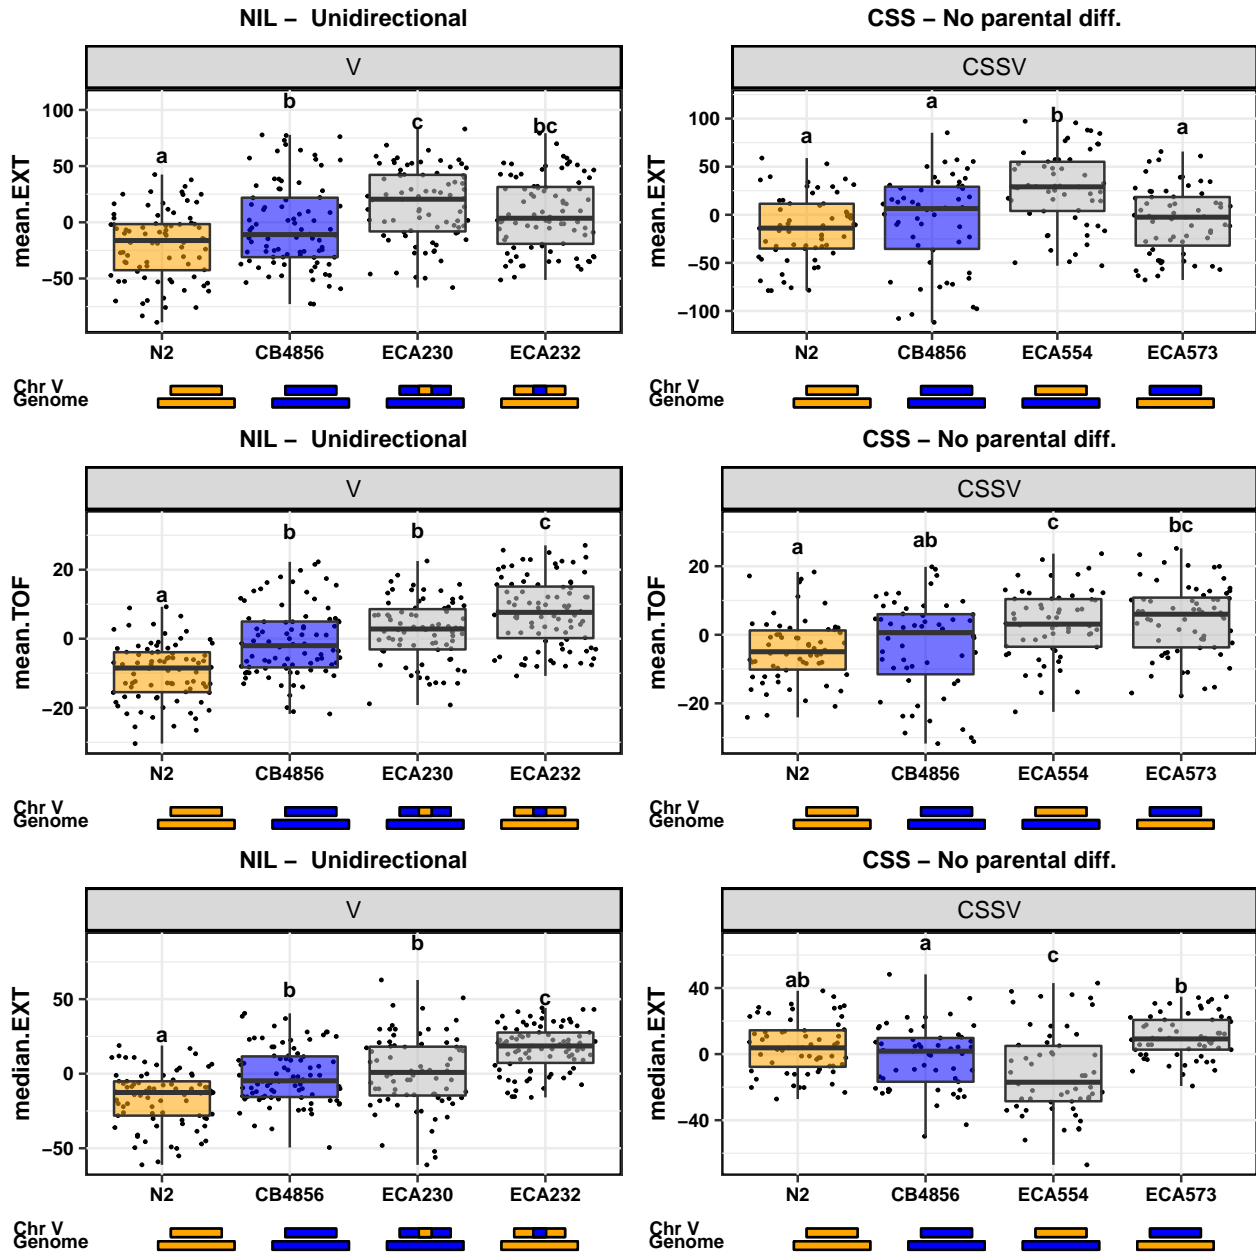 NIL – Unidirectional
V
mean.EXT
100
50
0
−50
a
b
c
bc
N2 CB4856 ECA230 ECA232
Chr V
Genome
CSS – No parental diff.
CSSV
mean.EXT
100
50
0
−50
−100
a
a
b
a
N2 CB4856 ECA554 ECA573
Chr V
Genome
NIL – Unidirectional
V
mean.TOF
20
0
−20
a
b
b
c
N2 CB4856 ECA230 ECA232
Chr V
Genome
CSS – No parental diff.
CSSV
mean.TOF
20
0
−20
a
ab
c
bc
N2 CB4856 ECA554 ECA573
Chr V
Genome
NIL – Unidirectional
V
median.EXT
50
0
−50
a
b
b
c
N2 CB4856 ECA230 ECA232
Chr V
Genome
CSS – No parental diff.
CSSV
median.EXT
40
0
−40
ab
a
c
b
N2 CB4856 ECA554 ECA573
Chr V
Genome